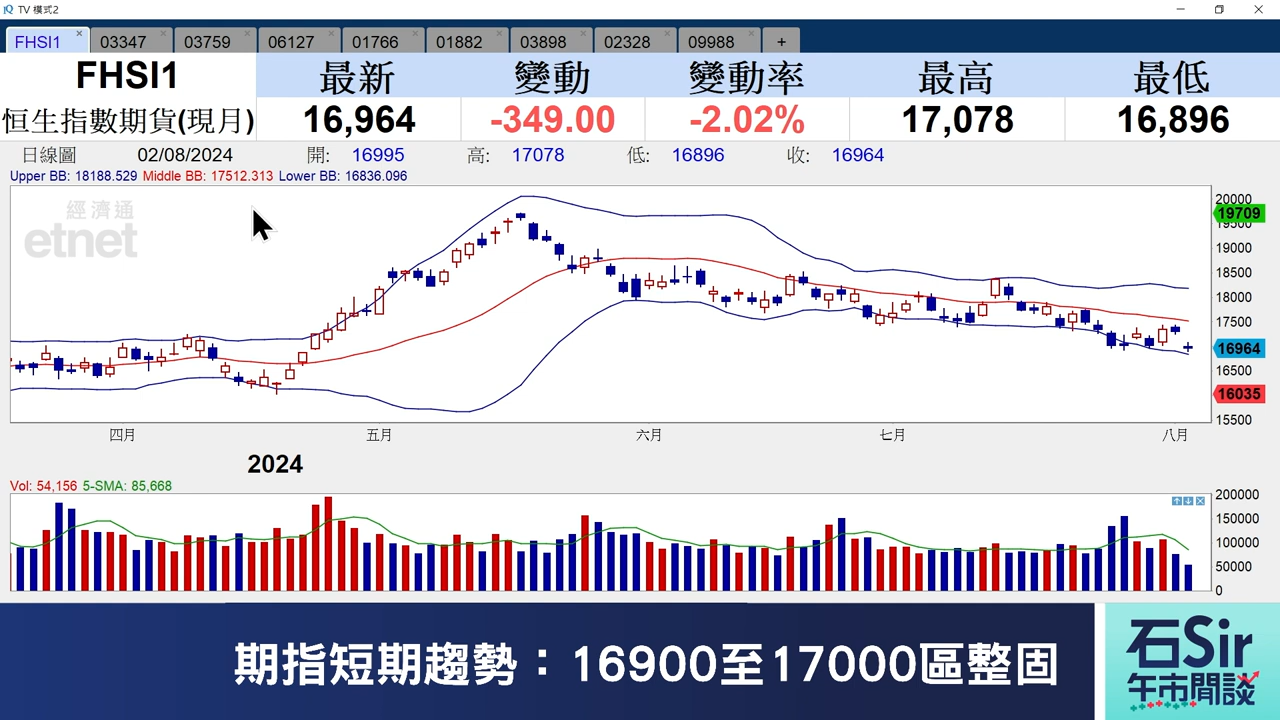 IQ TV 模式2
FHSI1 03347 03759 06127 01766 01882 03898 02328 09988 +
FHSI1 最新 變動 變動率 最高 最低
恒生指數期貨(現月) 16,964 -349.00 -2.02% 17,078 16,896
日線圖 02/08/2024 開: 16995 高: 17078 低: 16896 收: 16964
Upper BB: 18188.529 Middle BB: 17512.313 Lower BB: 16836.096
經濟通
etnet
20000
19709
19500
19000
18500
18000
17500
16964
16500
16035
15500
四月 五月 六月 七月 八月
2024
Vol: 54,156 5-SMA: 85,668
200000
150000
100000
50000
0
期指短期趨勢：16900至17000區整固
石Sir
午市閒談